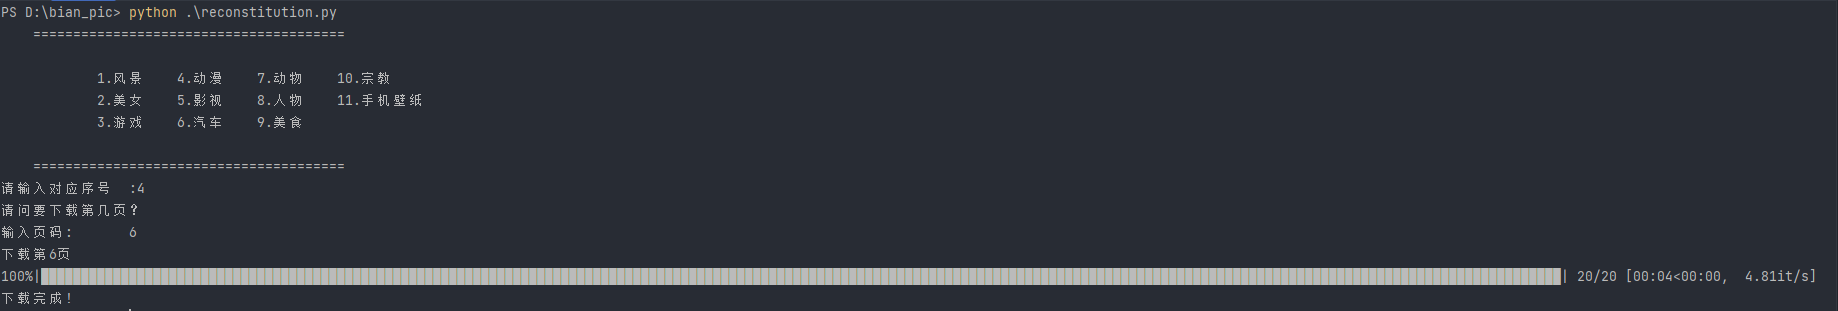 PS D:\bian_pic> python .\reconstitution.py
=======================================
1.风景 4.动漫 7.动物 10.宗教
2.美女 5.影视 8.人物 11.手机壁纸
3.游戏 6.汽车 9.美食
=======================================
请输入对应序号 :4
请问要下载第几页?
输入页码: 6
下载第6页
100%|██████████| 20/20 [00:04<00:00, 4.81it/s]
下载完成!